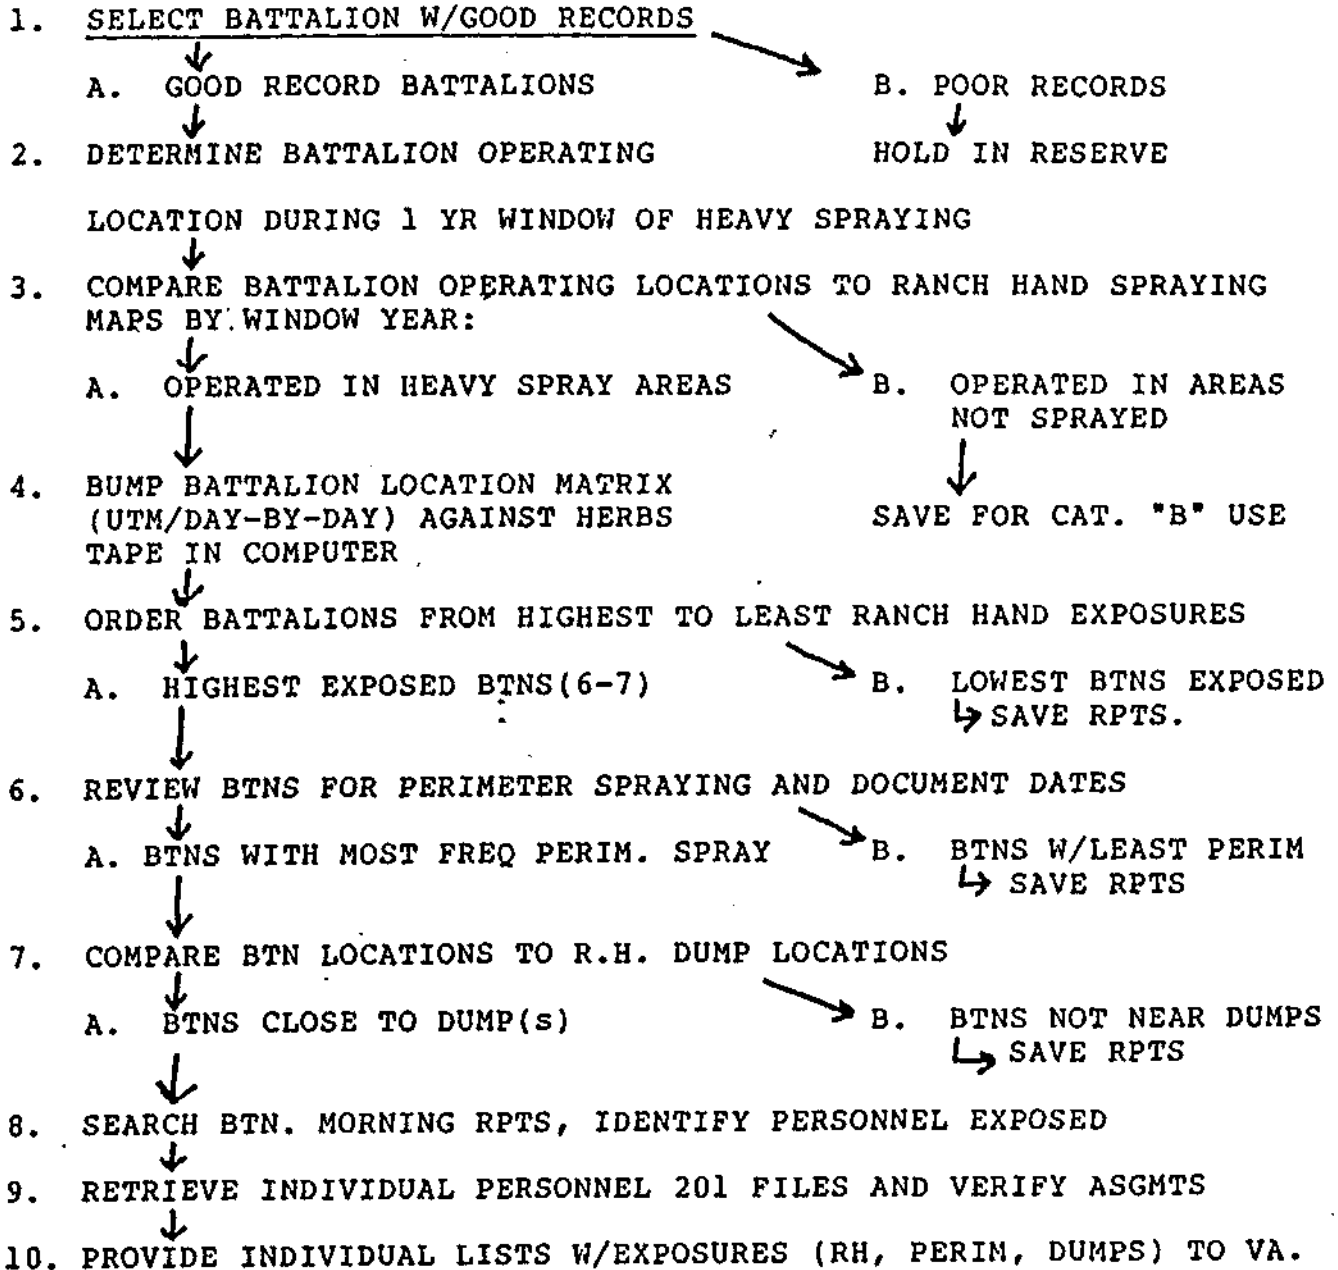 1. SELECT BATTALION W/GOOD RECORDS
A. GOOD RECORD BATTALIONS B. POOR RECORDS
2. DETERMINE BATTALION OPERATING HOLD IN RESERVE
LOCATION DURING 1 YR WINDOW OF HEAVY SPRAYING
3. COMPARE BATTALION OPERATING LOCATIONS TO RANCH HAND SPRAYING
MAPS BY WINDOW YEAR:
A. OPERATED IN HEAVY SPRAY AREAS B. OPERATED IN AREAS
NOT SPRAYED
4. BUMP BATTALION LOCATION MATRIX
(UTM/DAY-BY-DAY) AGAINST HERBS SAVE FOR CAT. "B" USE
TAPE IN COMPUTER
5. ORDER BATTALIONS FROM HIGHEST TO LEAST RANCH HAND EXPOSURES
A. HIGHEST EXPOSED BTNS(6-7) B. LOWEST BTNS EXPOSED
SAVE RPTS.
6. REVIEW BTNS FOR PERIMETER SPRAYING AND DOCUMENT DATES
A. BTNS WITH MOST FREQ PERIM. SPRAY B. BTNS W/LEAST PERIM
SAVE RPTS
7. COMPARE BTN LOCATIONS TO R.H. DUMP LOCATIONS
A. BTNS CLOSE TO DUMP(s) B. BTNS NOT NEAR DUMPS
SAVE RPTS
8. SEARCH BTN. MORNING RPTS, IDENTIFY PERSONNEL EXPOSED
9. RETRIEVE INDIVIDUAL PERSONNEL 201 FILES AND VERIFY ASGMTS
10. PROVIDE INDIVIDUAL LISTS W/EXPOSURES (RH, PERIM, DUMPS) TO VA.